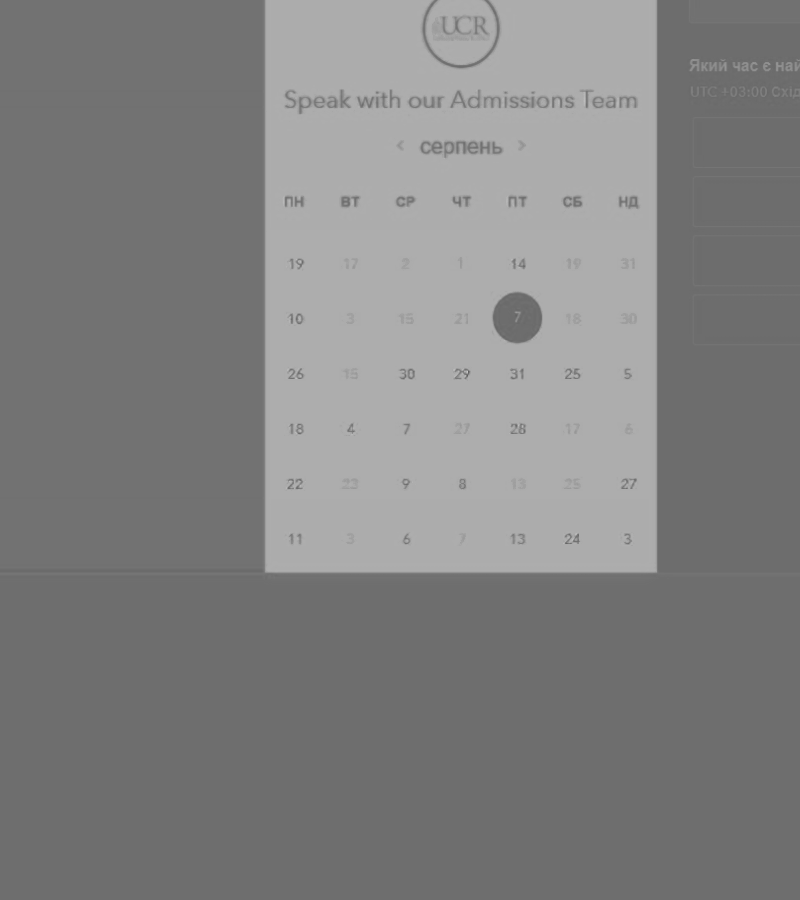 UCR
Speak with our Admissions Team
< серпень >
ПН ВТ СР ЧТ ПТ СБ НД
19 17 2 1 14 19 31
10 3 15 21 7 18 30
26 15 30 29 31 25 5
18 4 7 27 28 17 6
22 23 9 8 13 25 27
11 3 6 7 13 24 3
Який час є най
UTC +03:00 Схід